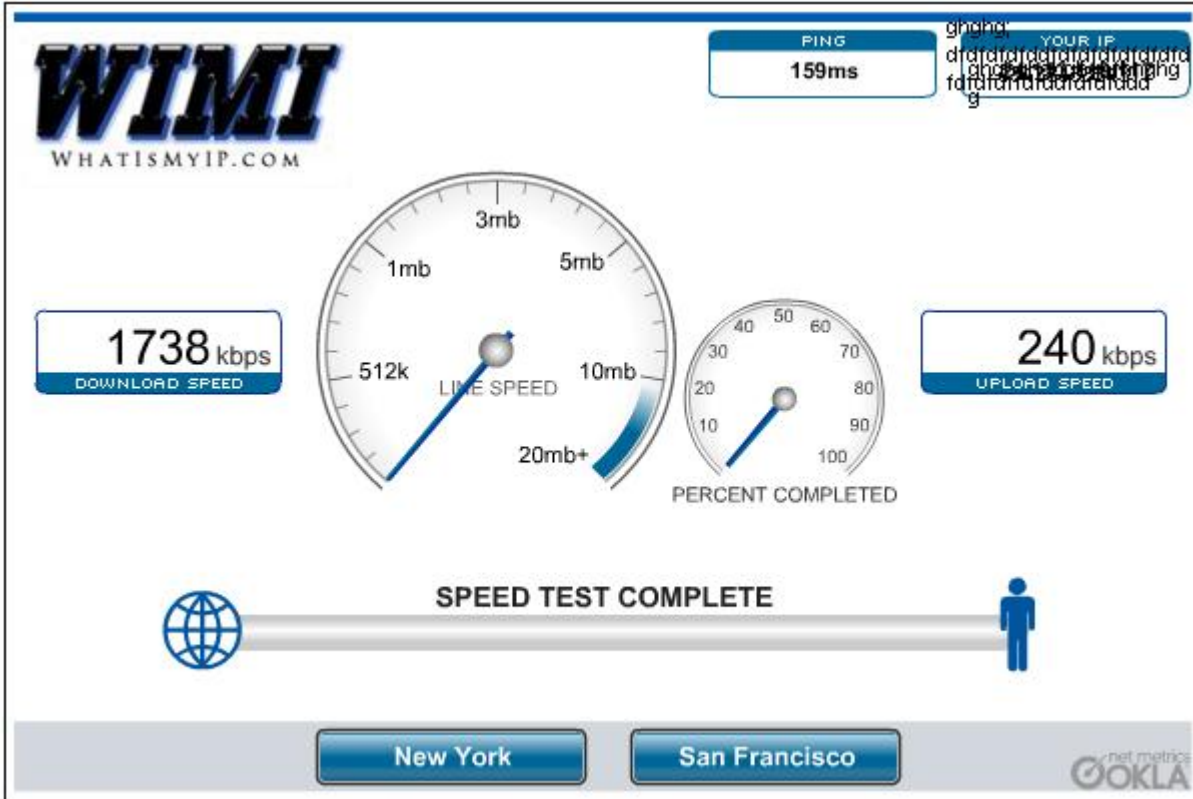 WIMI
WHATISMYIP.COM
PING
159ms
ghghg;
YOUR IP
3mb
1mb
5mb
512k
10mb
20mb+
LINE SPEED
1738 kbps
DOWNLOAD SPEED
10
20
30
40
50
60
70
80
90
100
PERCENT COMPLETED
240 kbps
UPLOAD SPEED
SPEED TEST COMPLETE
New York
San Francisco
net metrics
OOKLA